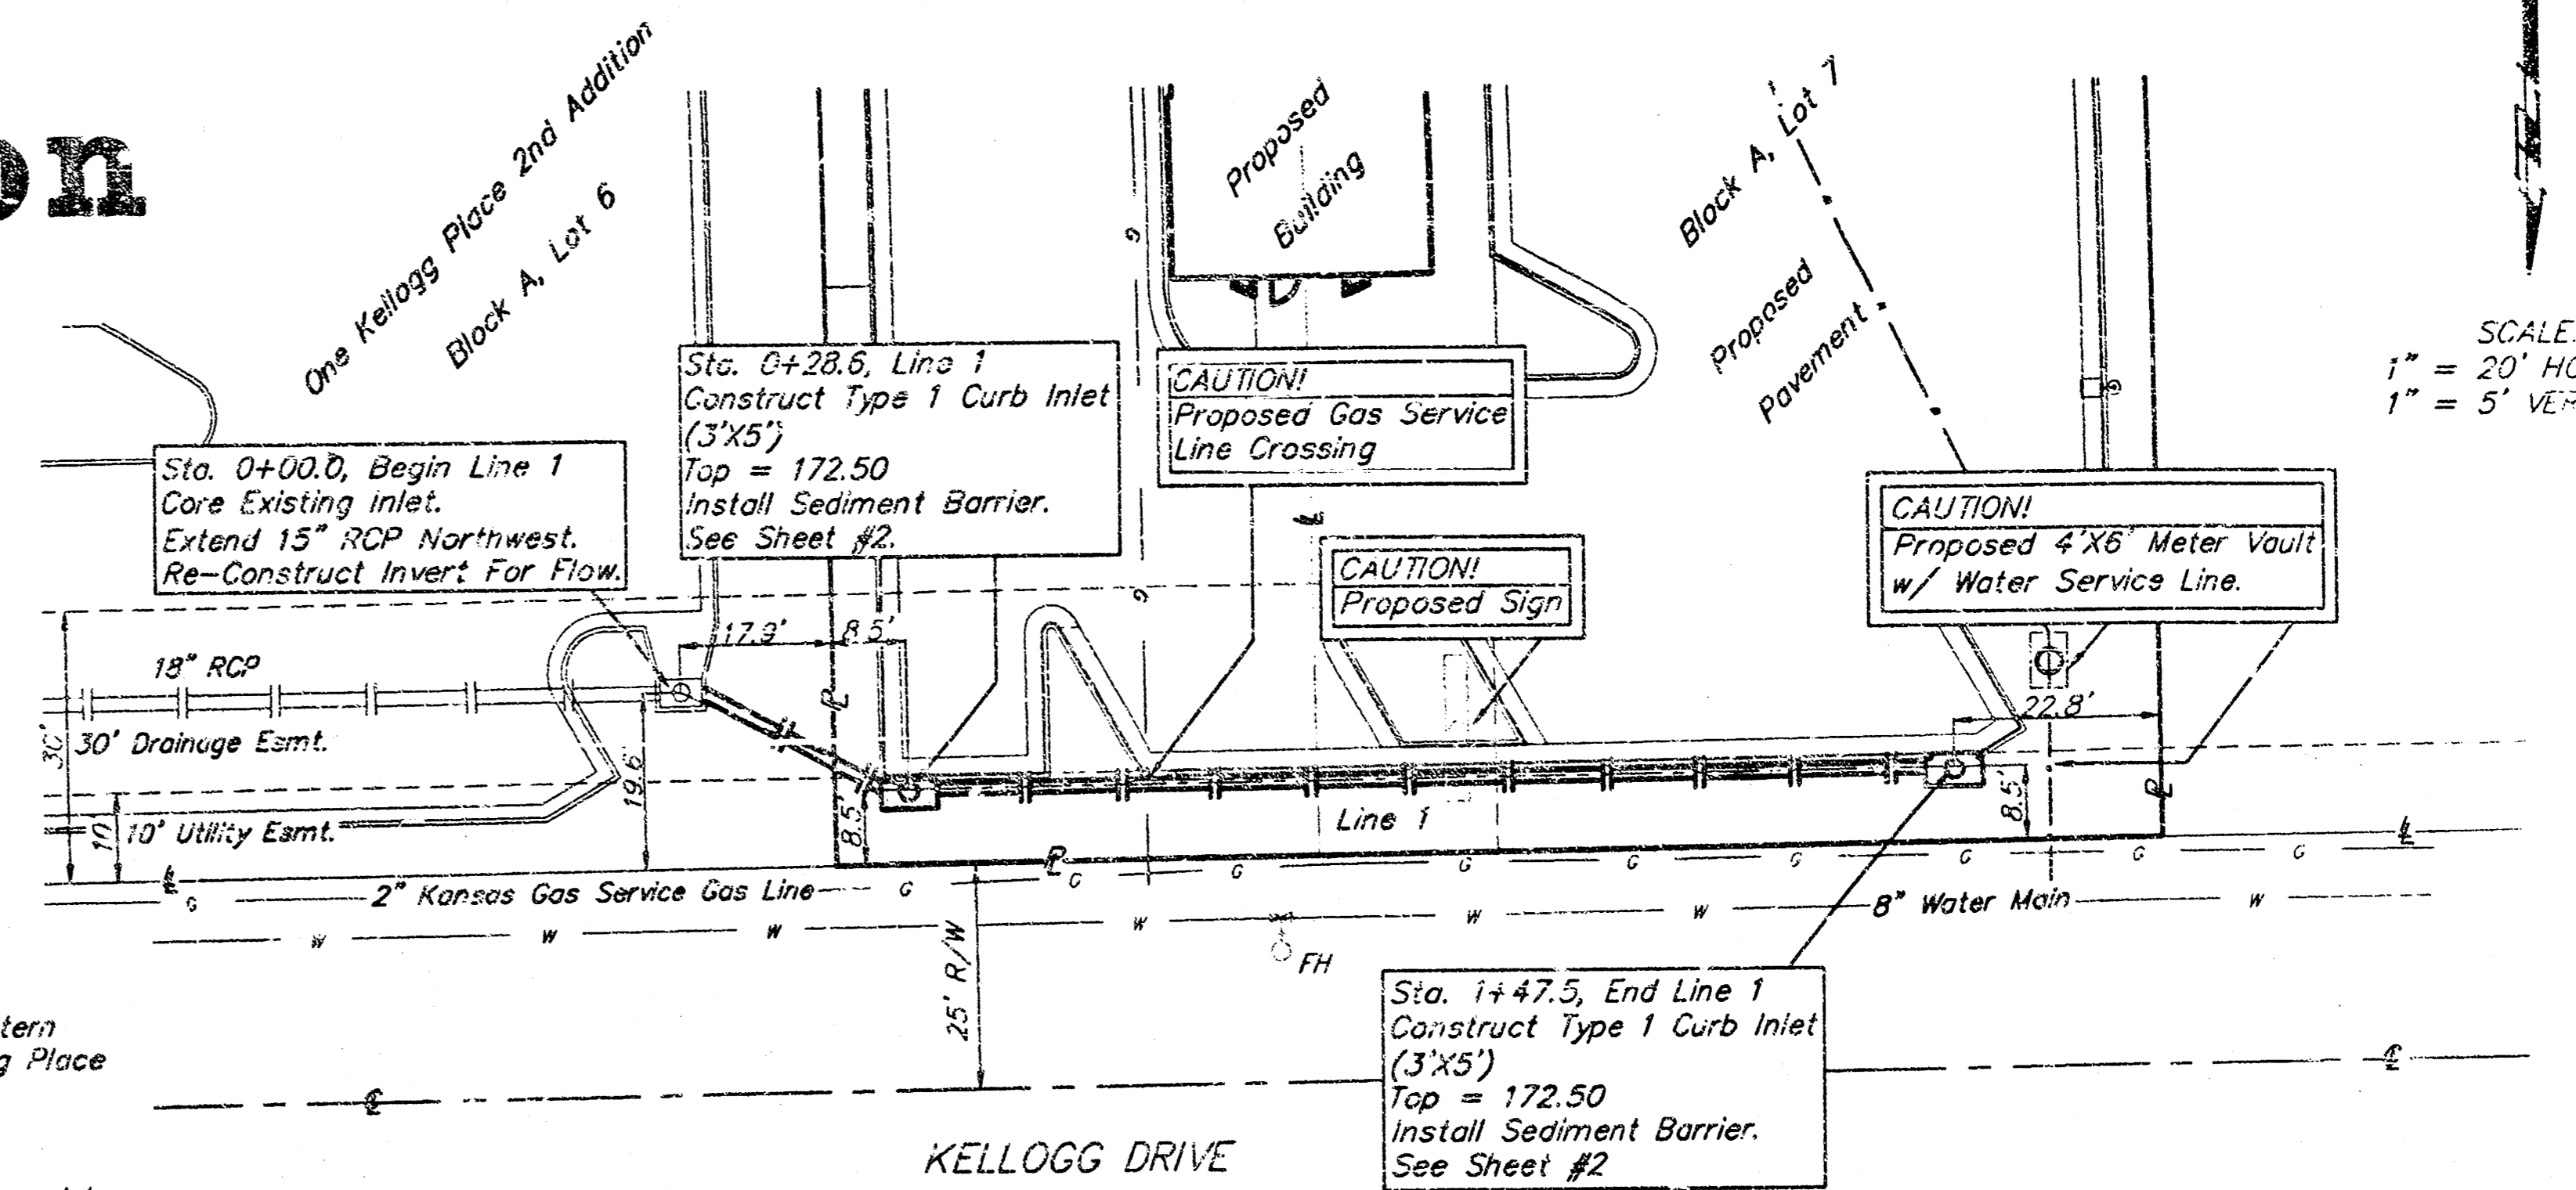 on
One Kellogg Place 2nd Addition
Block A, Lot 6
Proposed
Building
Block A, Lot 7
Proposed
Pavement
SCALE:
1" = 20' HO
1" = 5' VER
Sta. 0+00.0, Begin Line 1
Core Existing Inlet.
Extend 15" RCP Northwest.
Re-Construct Invert For Flow.
Sta. 0+28.6, Line 1
Construct Type 1 Curb Inlet
(3'X5')
Top = 172.50
Install Sediment Barrier.
See Sheet #2.
CAUTION!
Proposed Gas Service
Line Crossing
CAUTION!
Proposed Sign
CAUTION!
Proposed 4'X6' Meter Vault
w/ Water Service Line.
17.9'
8.5'
22.8'
18" RCP
30'
30' Drainage Esmt.
19.6'
8.5'
8.5'
10'
10' Utility Esmt.
Line 1
G
G
2" Kansas Gas Service Gas Line
G G G G G G G G G G
W W W W W W W
8" Water Main
FH
25' R/W
Sta. 1+47.5, End Line 1
Construct Type 1 Curb Inlet
(3'X5')
Top = 172.50
Install Sediment Barrier.
See Sheet #2
tern
g Place
KELLOGG DRIVE